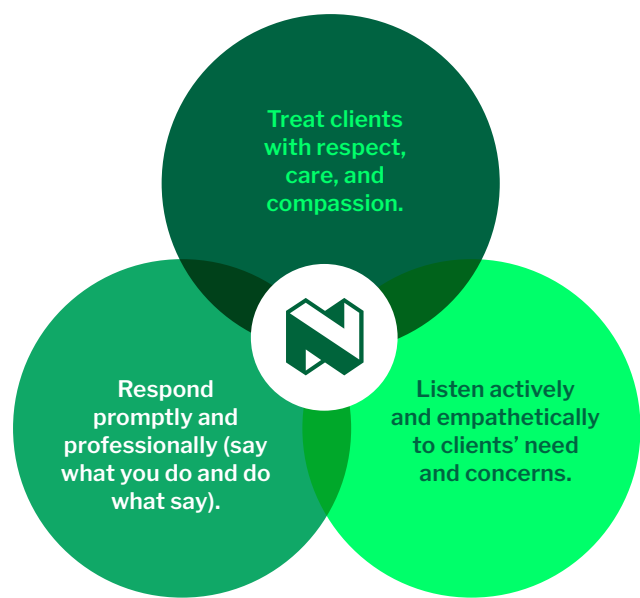 Treat clients
with respect,
care, and
compassion.
Respond
promptly and
professionally (say
what you do and do
what say).
Listen actively
and empathetically
to clients’ need
and concerns.